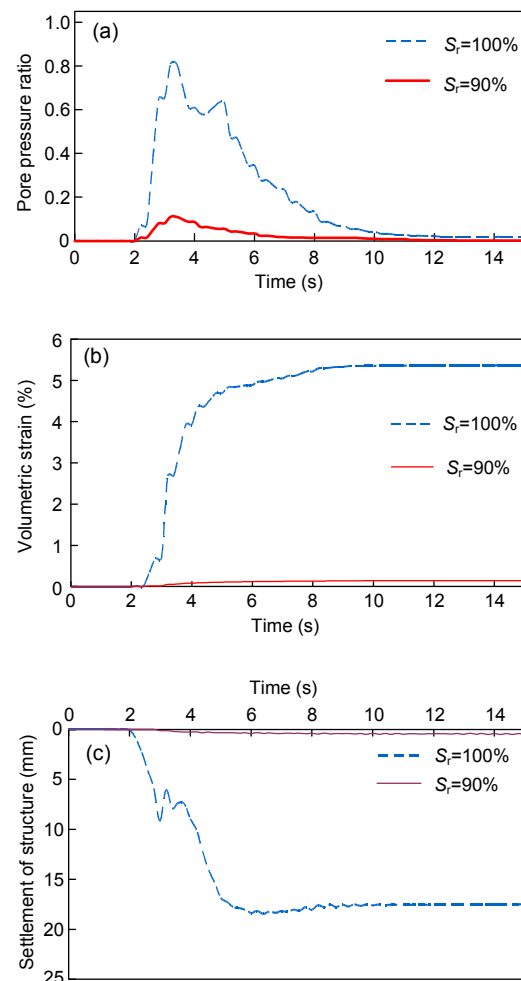 (a)
Pore pressure ratio
1.0
0.8
0.6
0.4
0.2
0
Sr=100%
Sr=90%
0 2 4 6 8 10 12 14
Time (s)
(b)
Volumetric strain (%)
6
5
4
3
2
1
0
Sr=100%
Sr=90%
0 2 4 6 8 10 12 14
Time (s)
Time (s)
0 2 4 6 8 10 12 14
(c)
Settlement of structure (mm)
0
5
10
15
20
25
Sr=100%
Sr=90%